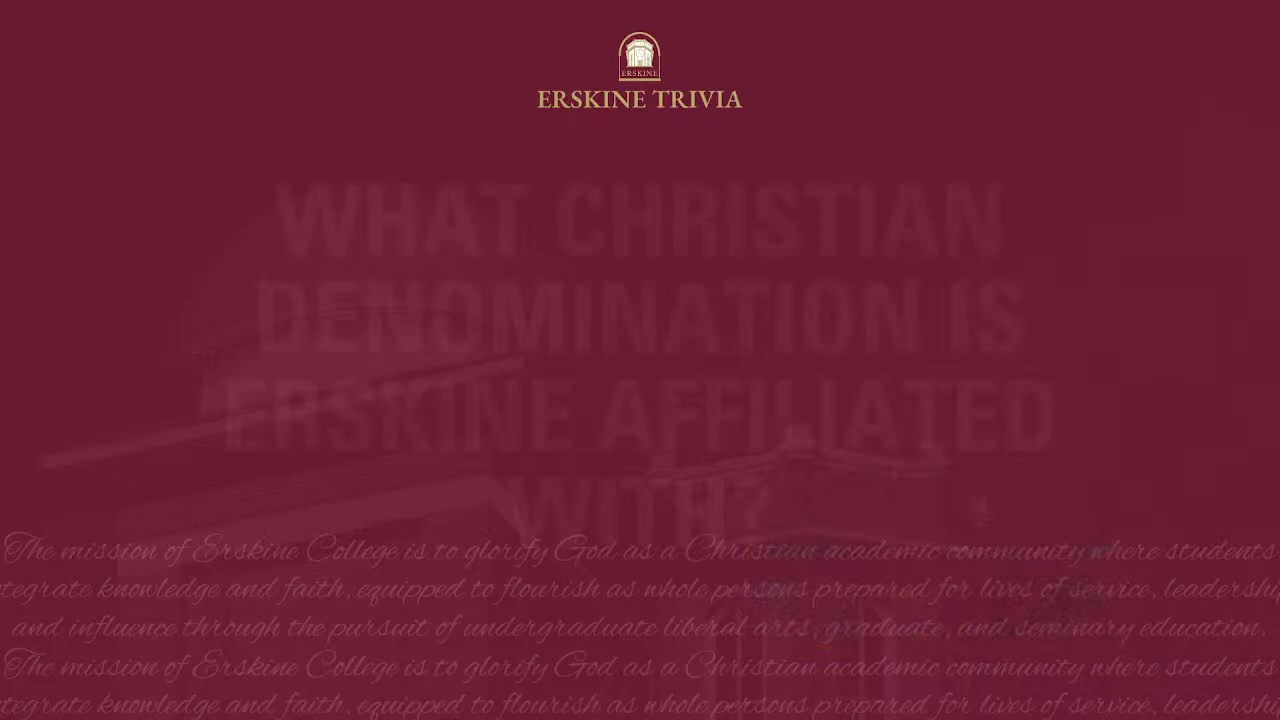 ERSKINE
ERSKINE TRIVIA
WHAT CHRISTIAN
DENOMINATION IS
ERSKINE AFFILIATED
WITH?
The mission of Erskine College is to glorify God as a Christian academic community where students
tegrate knowledge and faith, equipped to flourish as whole persons prepared for lives of service, leadershi
and influence through the pursuit of undergraduate liberal arts, graduate, and seminary education.
The mission of Erskine College is to glorify God as a Christian academic community where students
tegrate knowledge and faith, equipped to flourish as whole persons prepared for lives of service, leadershi